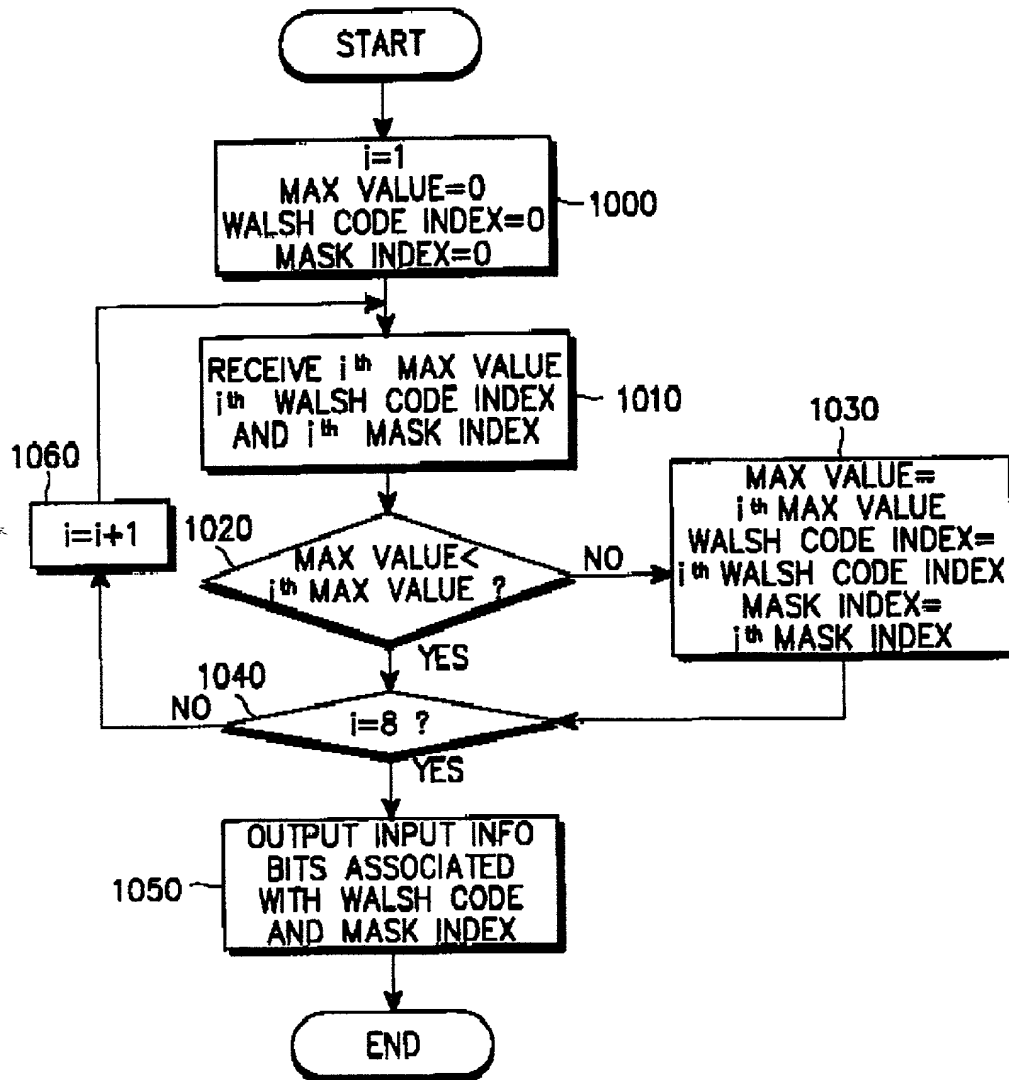 START
i=1
MAX VALUE=0
WALSH CODE INDEX=0
MASK INDEX=0
1000
RECEIVE ith MAX VALUE
ith WALSH CODE INDEX
AND ith MASK INDEX
1010
1030
MAX VALUE=
ith MAX VALUE
WALSH CODE INDEX=
ith WALSH CODE INDEX
MASK INDEX=
ith MASK INDEX
1060
i=i+1
1020
MAX VALUE<
ith MAX VALUE ?
NO
YES
1040
NO
i=8 ?
YES
OUTPUT INPUT INFO
BITS ASSOCIATED
WITH WALSH CODE
AND MASK INDEX
1050
END